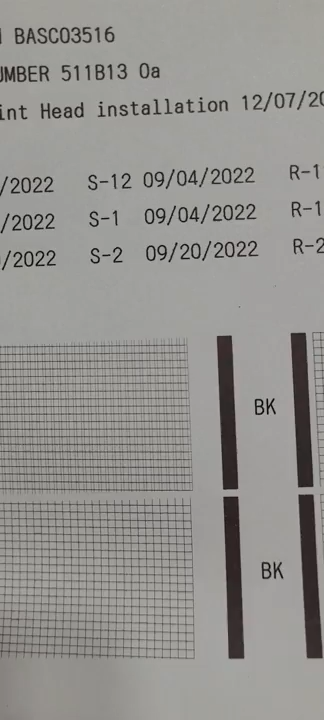 BASC03516
UMBER 511B13 0a
int Head installation 12/07/20
/2022 S-12 09/04/2022 R-1
/2022 S-1 09/04/2022 R-1
/2022 S-2 09/20/2022 R-2
BK
BK